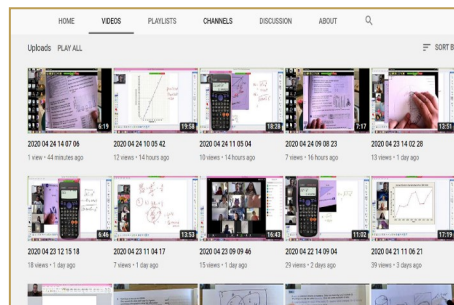 HOME VIDEOS PLAYLISTS CHANNELS DISCUSSION ABOUT
Uploads PLAY ALL SORT B
6:19 19:58 18:28 7:17 13:51
2020 04 24 14 07 06 2020 04 24 10 05 42 2020 04 24 11 05 04 2020 04 24 09 08 23 2020 04 23 14 02 28
1 view • 44 minutes ago 12 views • 14 hours ago 10 views • 14 hours ago 7 views • 16 hours ago 13 views • 1 day ago
6:46 13:53 16:43 11:02 17:19
2020 04 23 12 15 18 2020 04 23 11 04 17 2020 04 23 09 09 46 2020 04 22 14 09 04 2020 04 21 11 06 21
18 views • 1 day ago 7 views • 1 day ago 15 views • 1 day ago 29 views • 2 days ago 39 views • 3 days ago